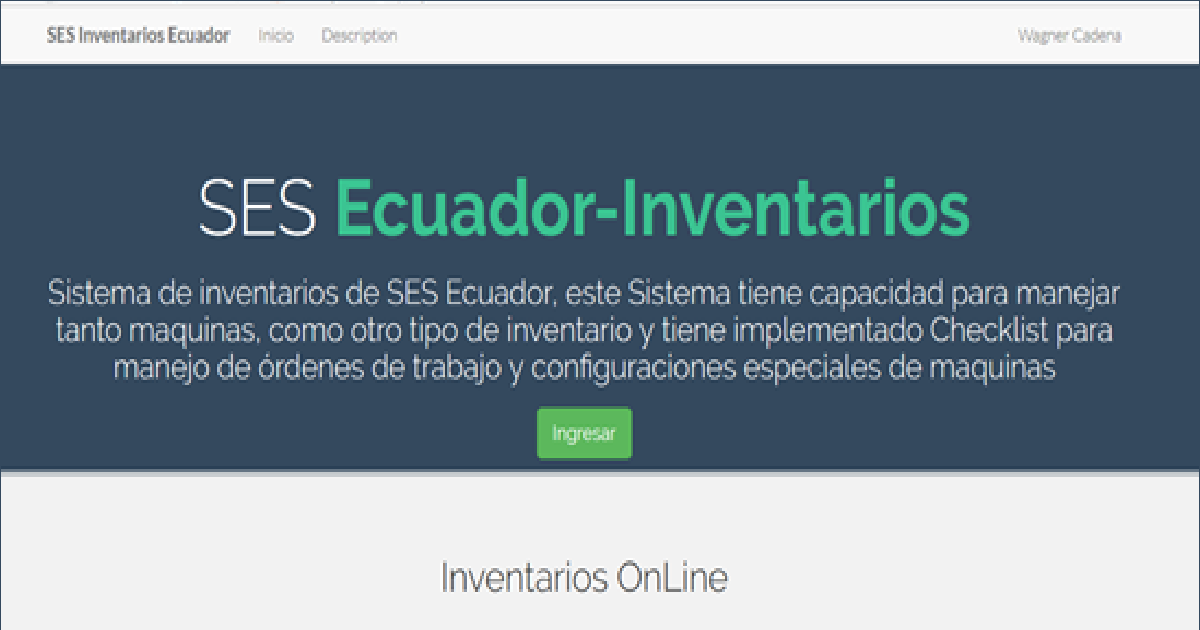 SES Inventarios Ecuador Inicio Description Wagner Cadena
SES Ecuador-Inventarios
Sistema de inventarios de SES Ecuador, este Sistema tiene capacidad para manejar
tanto maquinas, como otro tipo de inventario y tiene implementado Checklist para
manejo de órdenes de trabajo y configuraciones especiales de maquinas
Ingresar
Inventarios OnLine